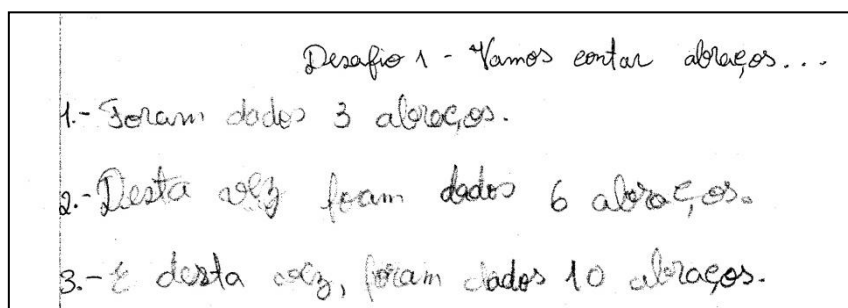 Desafio 1 - Vamos contar abraços...
1.- Foram dados 3 abraços.
2.- Desta vez foram dados 6 abraços.
3.- E desta vez, foram dados 10 abraços.